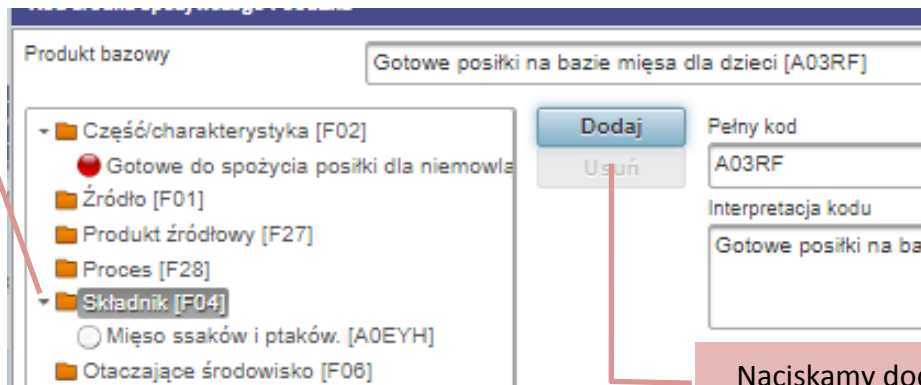 Produkt bazowy
Gotowe posiłki na bazie mięsa dla dzieci [A03RF]
Część/charakterystyka [F02]
Gotowe do spożycia posiłki dla niemowla
Źródło [F01]
Produkt źródłowy [F27]
Proces [F28]
Składnik [F04]
Mięso ssaków i ptaków. [A0EYH]
Otaczające środowisko [F06]
Dodaj
Usuń
Pełny kod
A03RF
Interpretacja kodu
Gotowe posiłki na ba
Naciskamy do